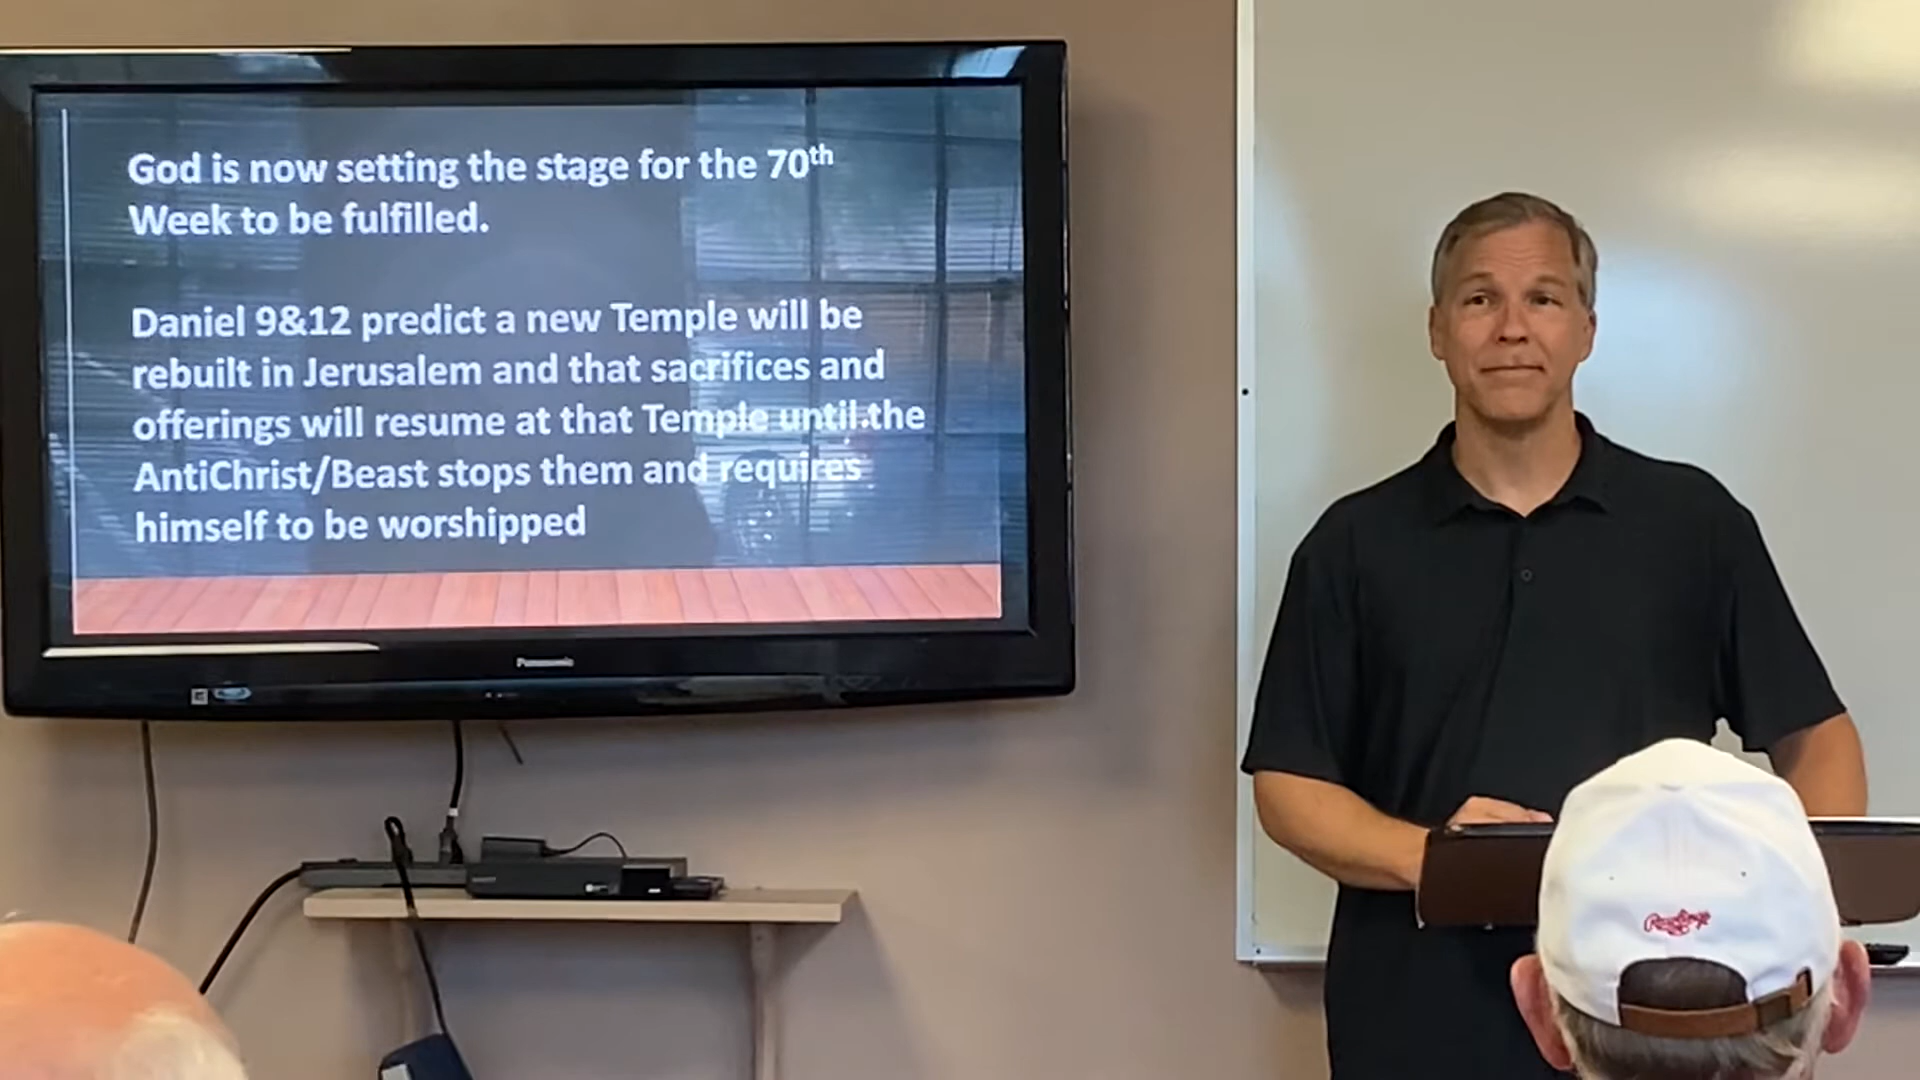 God is now setting the stage for the 70th
Week to be fulfilled.
Daniel 9&12 predict a new Temple will be
rebuilt in Jerusalem and that sacrifices and
offerings will resume at that Temple until the
AntiChrist/Beast stops them and requires
himself to be worshipped
Panasonic
Rawlings